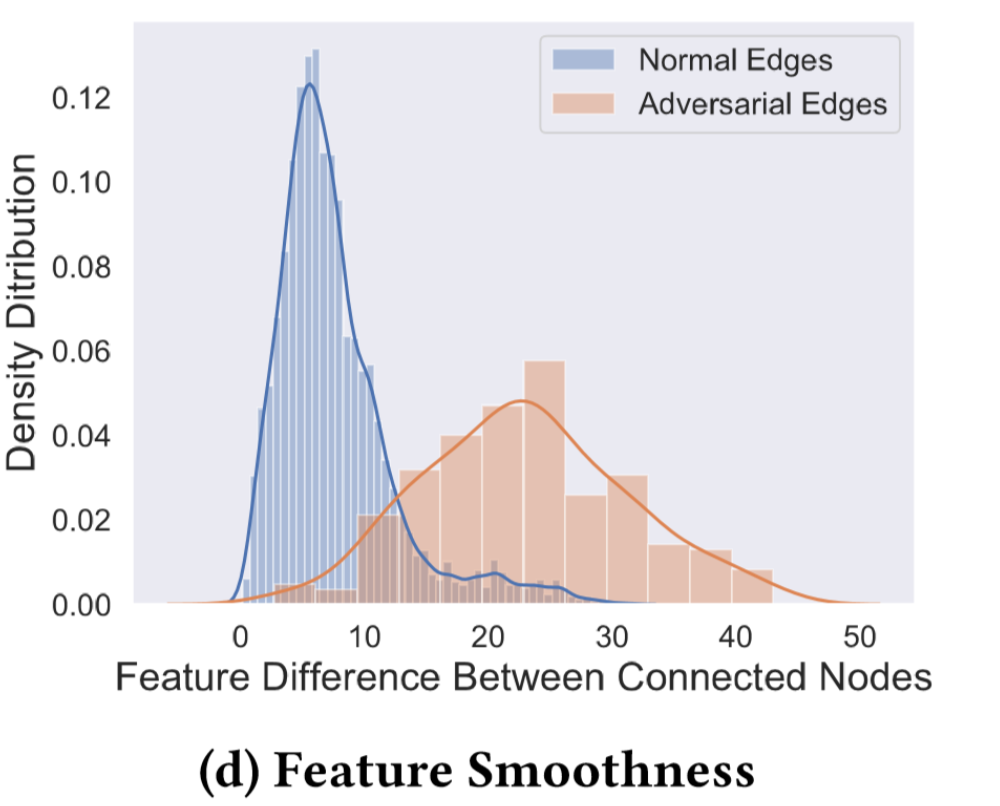 Normal Edges
Adversarial Edges
Density Ditribution
0.12
0.10
0.08
0.06
0.04
0.02
0.00
0 10 20 30 40 50
Feature Difference Between Connected Nodes
(d) Feature Smoothness